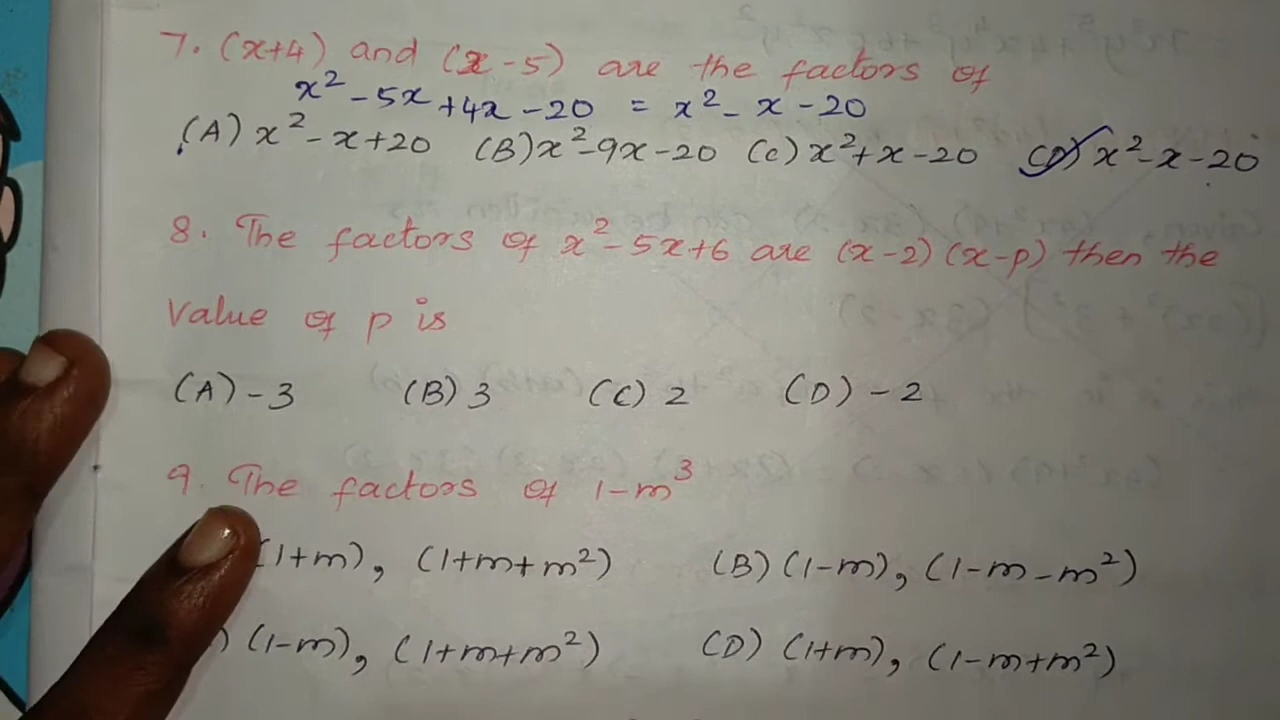 7. (x+4) and (x-5) are the factors of
x² - 5x + 4x - 20 = x² - x - 20
(A) x² - x + 20 (B) x² - 9x - 20 (C) x² + x - 20 (D) x² - x - 20
8. The factors of x² - 5x + 6 are (x-2) (x-p) then the
value of p is
(A) -3 (B) 3 (C) 2 (D) -2
9. The factors of 1-m³
(1+m), (1+m+m²) (B) (1-m), (1-m-m²)
) (1-m), (1+m+m²) (D) (1+m), (1-m+m²)